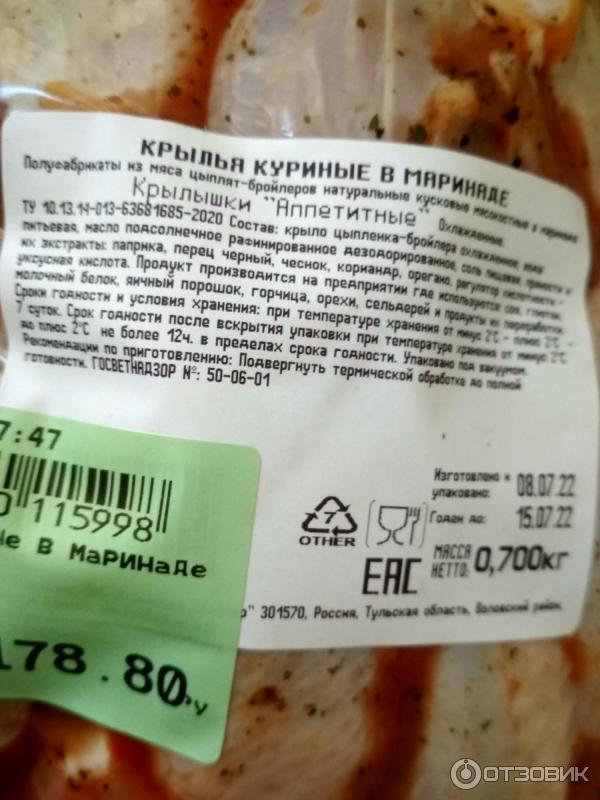 КРЫЛЬЯ КУРИНЫЕ В МАРИНАДЕ
Полуфабрикаты из мяса цыплят-бройлеров натуральные кусковые мясокостные в маринаде
Крылышки "Аппетитные" Охлажденные.
ТУ 10.13.14-013-63681685-2020 Состав: крыло цыпленка-бройлера охлажденное, вода
питьевая, масло подсолнечное рафинированное дезодорированное, соль пищевая, пряности и
их экстракты: паприка, перец черный, чеснок, кориандр, орегано, регулятор кислотности -
уксусная кислота. Продукт производится на предприятии где используются соя, глютен,
молочный белок, яичный порошок, горчица, орехи, сельдерей и продукты их переработки.
Сроки годности и условия хранения: при температуре хранения от минус 2°С - плюс 2°С -
7 суток. Срок годности после вскрытия упаковки при температуре хранения от минус 2°С
до плюс 2°С не более 12ч. в пределах срока годности. Упаковано под вакуумом.
Рекомендации по приготовлению: Подвергнуть термической обработке до полной
готовности. ГОСВЕТНАДЗОР №: 50-06-01
7:47
0 115998
ые в маринаде
178.80
Изготовлено и
упаковано: 08.07.22
Годен до: 15.07.22
7
OTHER
EAC
МАССА
НЕТТО: 0,700кг
р" 301570, Россия, Тульская область, Воловский район,
ОТЗОВИК